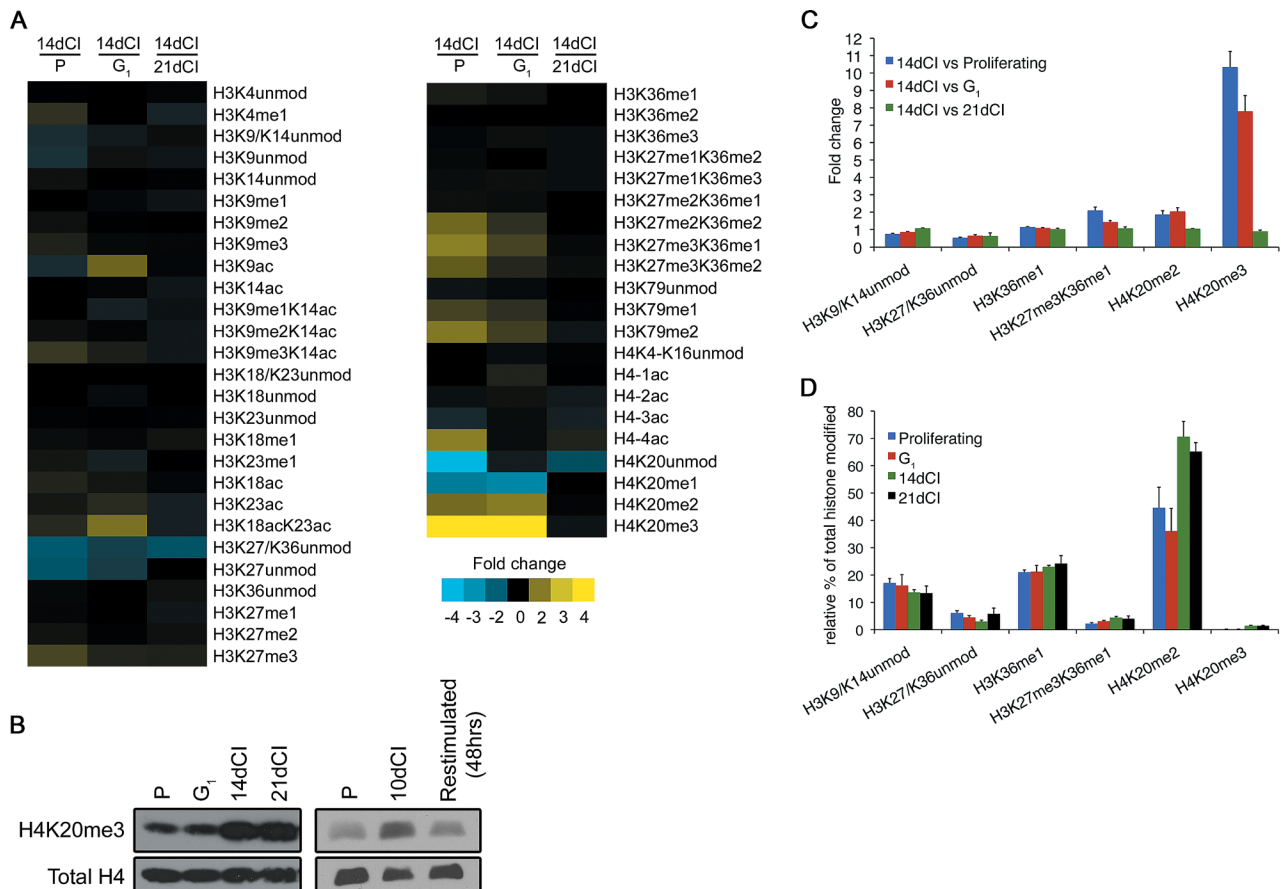 A
14dCI 14dCI 14dCI
P G1 21dCI
H3K4unmod
H3K4me1
H3K9/K14unmod
H3K9unmod
H3K14unmod
H3K9me1
H3K9me2
H3K9me3
H3K9ac
H3K14ac
H3K9me1K14ac
H3K9me2K14ac
H3K9me3K14ac
H3K18/K23unmod
H3K18unmod
H3K23unmod
H3K18me1
H3K23me1
H3K18ac
H3K23ac
H3K18acK23ac
H3K27/K36unmod
H3K27unmod
H3K36unmod
H3K27me1
H3K27me2
H3K27me3
14dCI 14dCI 14dCI
P G1 21dCI
H3K36me1
H3K36me2
H3K36me3
H3K27me1K36me2
H3K27me1K36me3
H3K27me2K36me1
H3K27me2K36me2
H3K27me3K36me1
H3K27me3K36me2
H3K79unmod
H3K79me1
H3K79me2
H4K4-K16unmod
H4-1ac
H4-2ac
H4-3ac
H4-4ac
H4K20unmod
H4K20me1
H4K20me2
H4K20me3
Fold change
-4 -3 -2 0 2 3 4
B
P G1 14dCI 21dCI
P 10dCI Restimulated
(48hrs)
H4K20me3
Total H4
C
Fold change
12
11
10
9
8
7
6
5
4
3
2
1
0
14dCI vs Proliferating
14dCI vs G1
14dCI vs 21dCI
H3K9/K14unmod
H3K27/K36unmod
H3K36me1
H3K27me3K36me1
H4K20me2
H4K20me3
D
relative % of total histone modified
80
70
60
50
40
30
20
10
0
Proliferating
G1
14dCI
21dCI
H3K9/K14unmod
H3K27/K36unmod
H3K36me1
H3K27me3K36me1
H4K20me2
H4K20me3